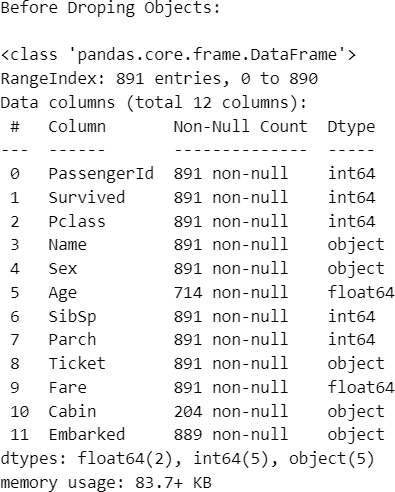 Before Droping Objects:
<class 'pandas.core.frame.DataFrame'>
RangeIndex: 891 entries, 0 to 890
Data columns (total 12 columns):
 #   Column       Non-Null Count  Dtype
---  ------       --------------  -----
 0   PassengerId  891 non-null    int64
 1   Survived     891 non-null    int64
 2   Pclass       891 non-null    int64
 3   Name         891 non-null    object
 4   Sex          891 non-null    object
 5   Age          714 non-null    float64
 6   SibSp        891 non-null    int64
 7   Parch        891 non-null    int64
 8   Ticket       891 non-null    object
 9   Fare         891 non-null    float64
 10  Cabin        204 non-null    object
 11  Embarked     889 non-null    object
dtypes: float64(2), int64(5), object(5)
memory usage: 83.7+ KB